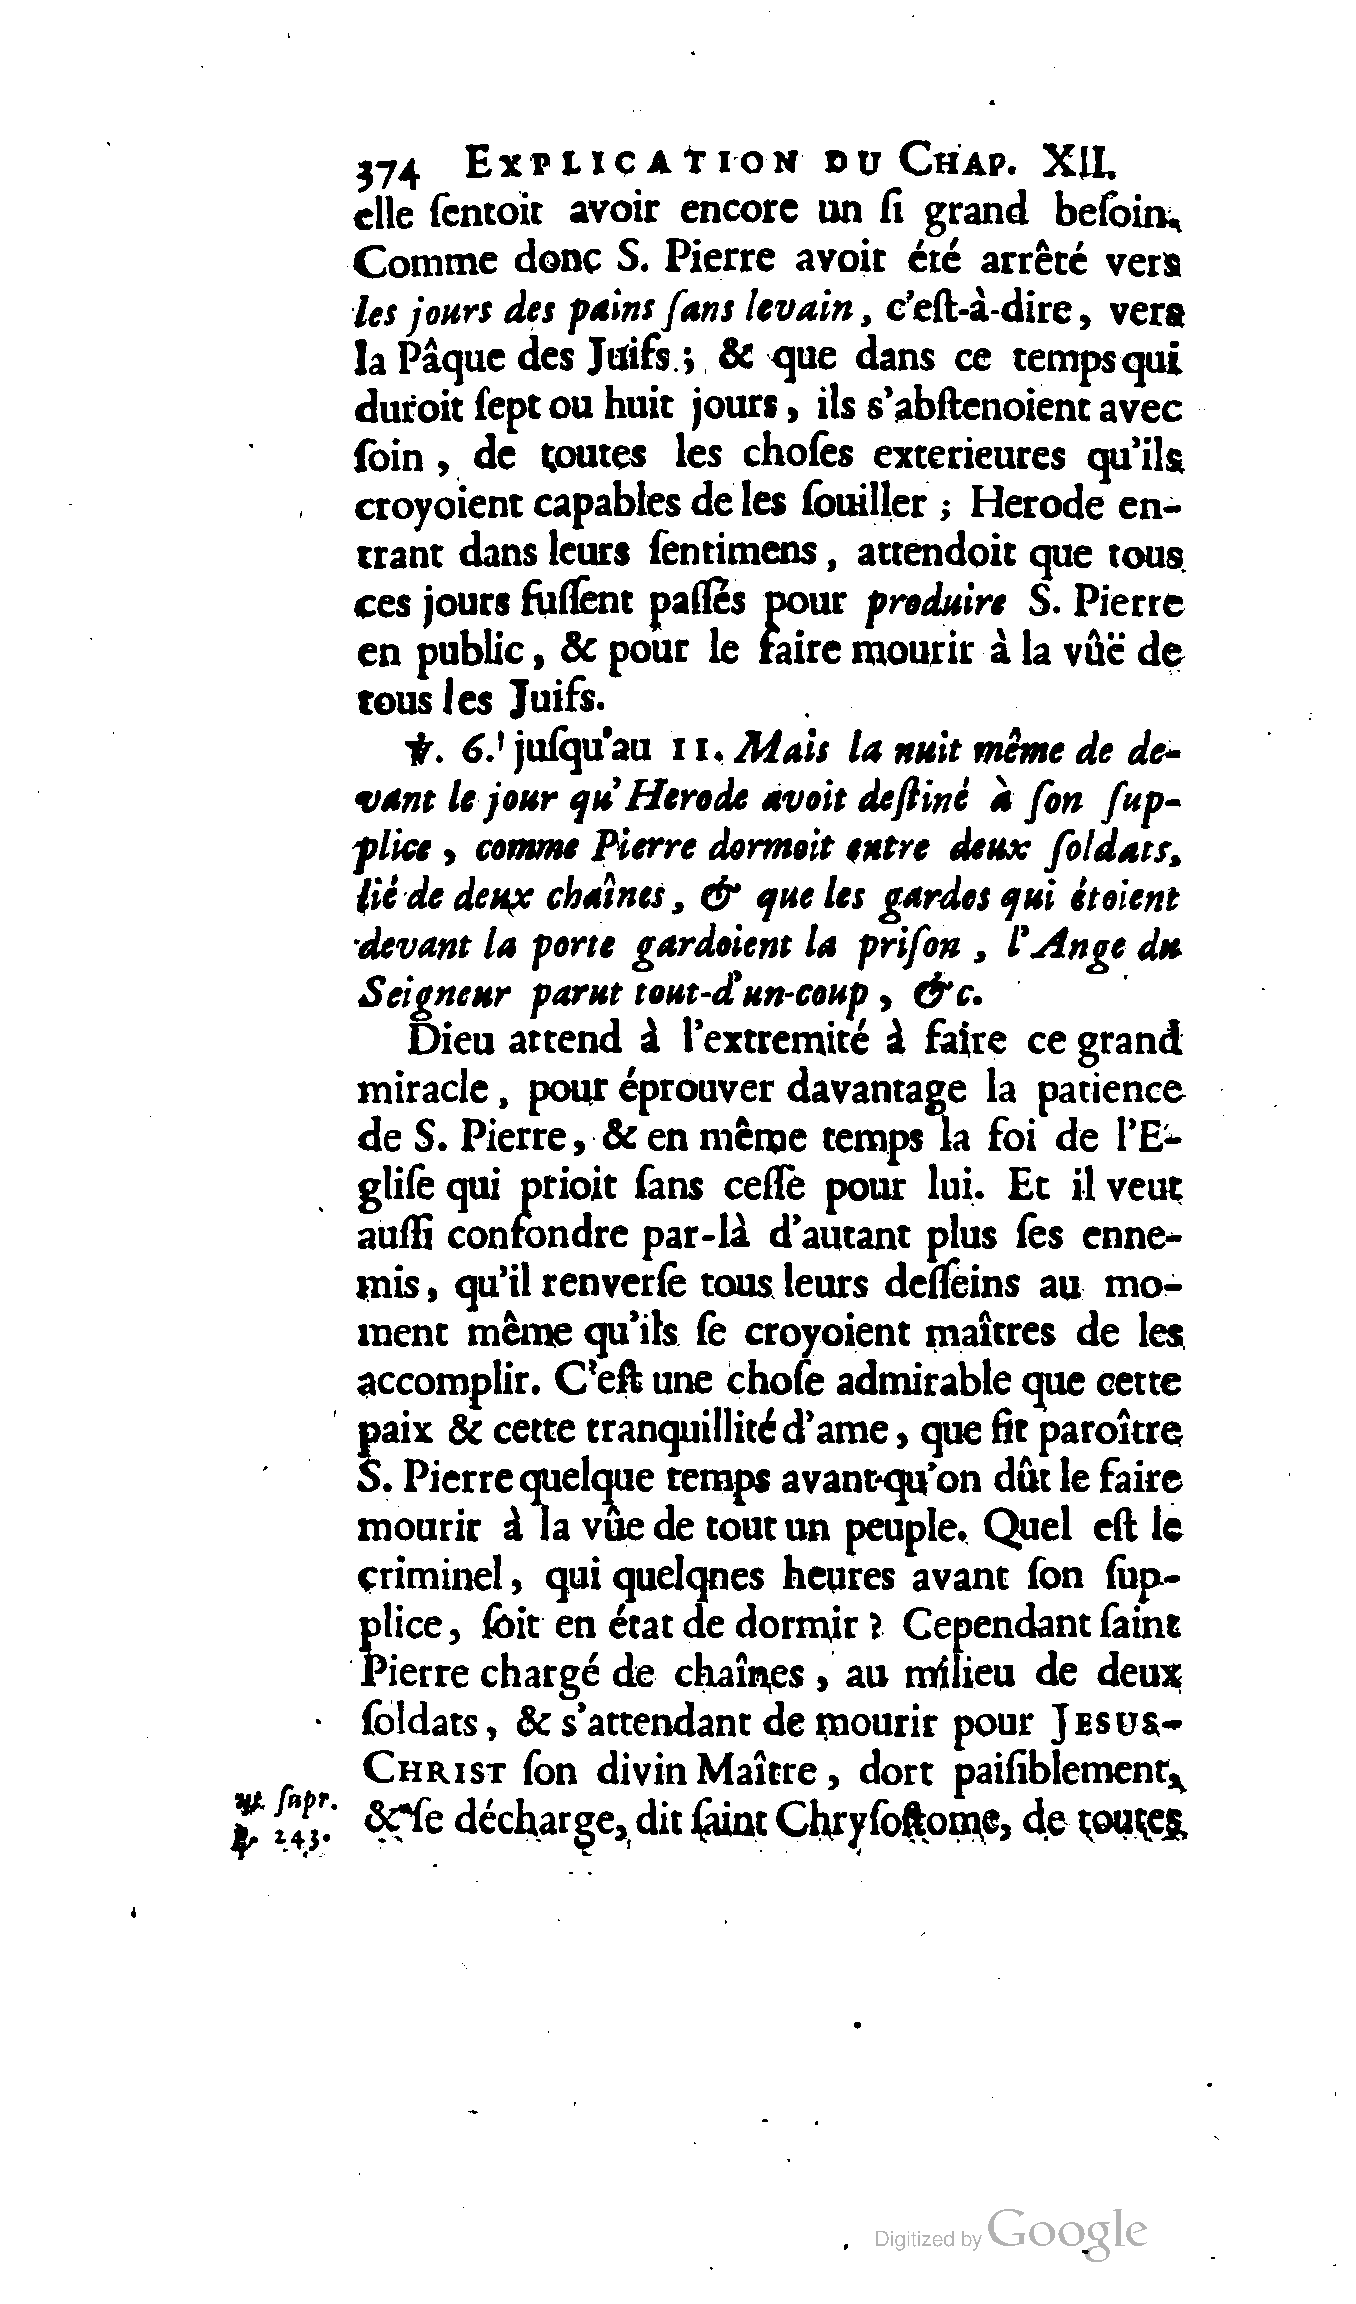 374 EXPLICATION DU CHAP. XII.
elle ſentoit avoir encore un ſi grand beſoin.
Comme donc S. Pierre avoit été arrêté vers
les jours des pains ſans levain, c'eſt-à-dire, vers
la Pâque des Juifs ; & que dans ce temps qui
duroit ſept ou huit jours, ils s'abſtenoient avec
ſoin, de toutes les choſes exterieures qu'ils
croyoient capables de les ſouiller ; Herode en-
trant dans leurs ſentimens, attendoit que tous
ces jours fuſſent paſſés pour produire S. Pierre
en public, & pour le faire mourir à la vûë de
tous les Juifs.
℣. 6. juſqu'au 11. Mais la nuit même de de-
vant le jour qu'Herode avoit deſtiné à ſon ſup-
plice, comme Pierre dormoit entre deux ſoldats,
lié de deux chaînes, & que les gardes qui étoient
devant la porte gardoient la priſon, l'Ange du
Seigneur parut tout-d'un-coup, &c.
Dieu attend à l'extremité à faire ce grand
miracle, pour éprouver davantage la patience
de S. Pierre, & en même temps la foi de l'E-
gliſe qui prioit ſans ceſſe pour lui. Et il veut
auſſi confondre par-là d'autant plus ſes enne-
mis, qu'il renverſe tous leurs deſſeins au mo-
ment même qu'ils ſe croyoient maîtres de les
accomplir. C'eſt une choſe admirable que cette
paix & cette tranquillité d'ame, que fit paroître
S. Pierre quelque temps avant-qu'on dût le faire
mourir à la vûe de tout un peuple. Quel eſt le
criminel, qui quelqnes heures avant ſon ſup-
plice, ſoit en état de dormir ? Cependant ſaint
Pierre chargé de chaînes, au milieu de deux
ſoldats, & s'attendant de mourir pour JESUS-
CHRIST ſon divin Maître, dort paiſiblement,
& ſe décharge, dit ſaint Chryſoſtome, de toutes
ut ſupr.
p. 243.
Digitized by Google